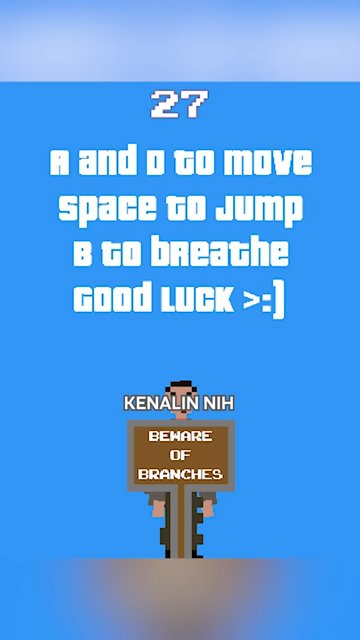 27
A and D to move
Space to Jump
B to bReathe
Good LUCK >:)
KENALIN NIH
BEWARE
OF
BRANCHES